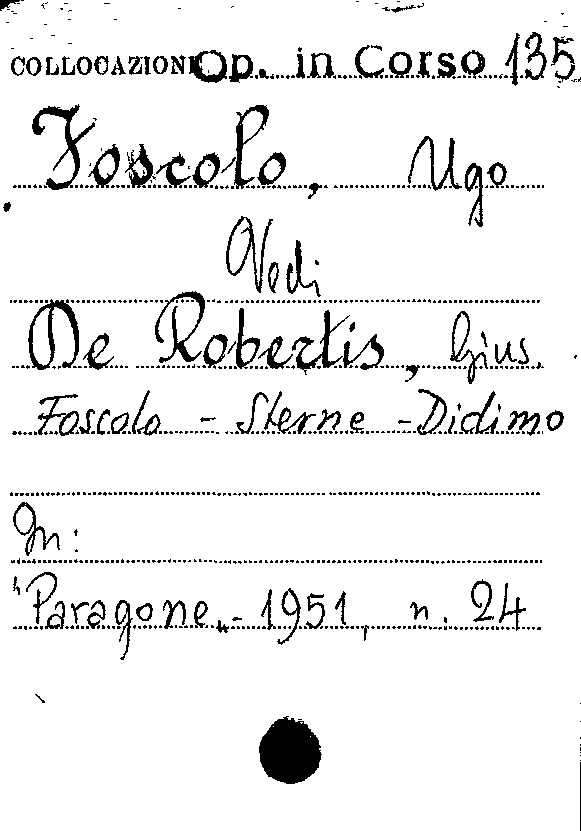 COLLOCAZIONE Op. in Corso 135
Foscolo, Ugo
Vedi
De Robertis, Gius.
Foscolo - Sterne - Didimo
In:
"Paragone" - 1951, n. 24